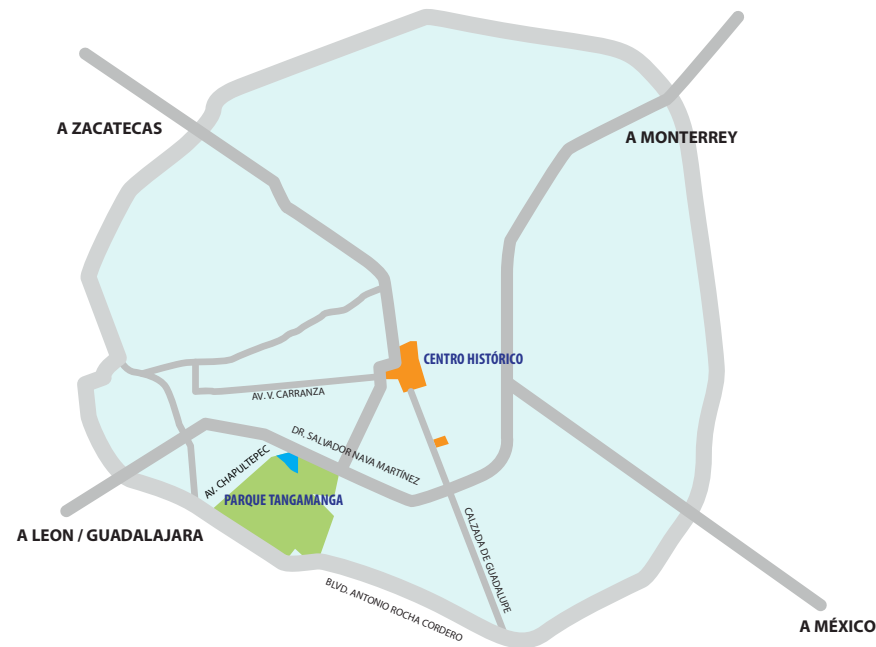 A ZACATECAS
A MONTERREY
CENTRO HISTÓRICO
AV. V. CARRANZA
DR. SALVADOR NAVA MARTÍNEZ
AV. CHAPULTEPEC
PARQUE TANGAMANGA
A LEON / GUADALAJARA
CALZADA DE GUADALUPE
BLVD. ANTONIO ROCHA CORDERO
A MÉXICO